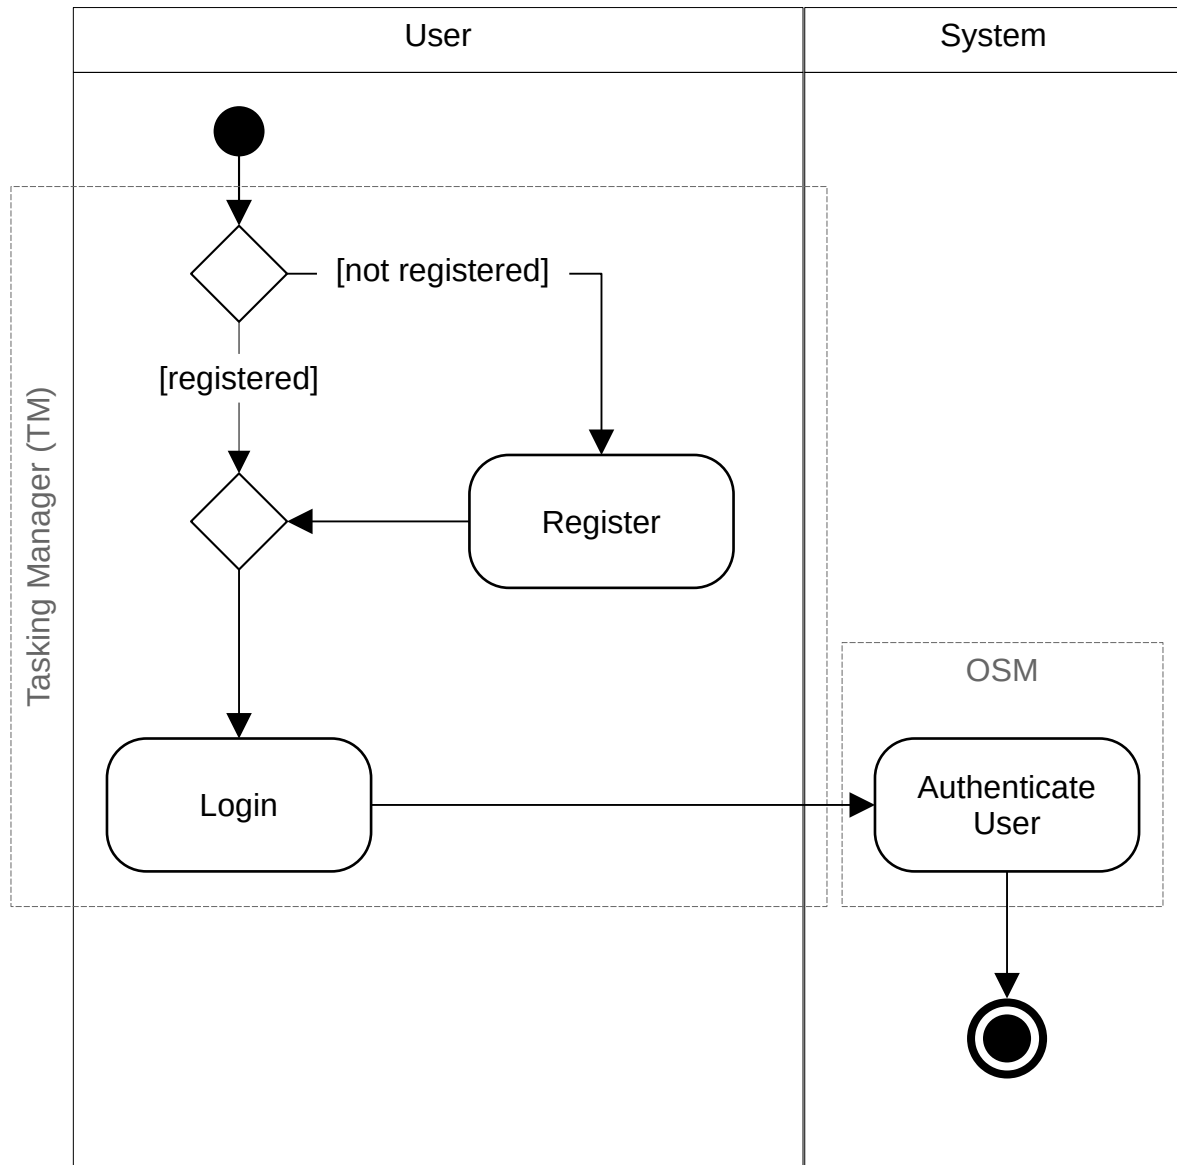 User
System
[not registered]
[registered]
Tasking Manager (TM)
Register
OSM
Login
Authenticate
User